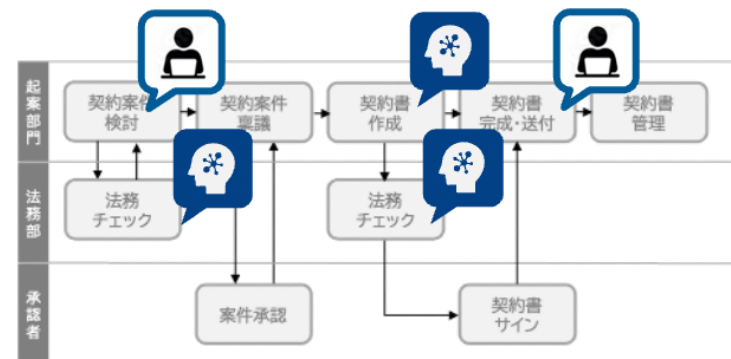 起案部門
契約案件
検討
契約案件
稟議
契約書
作成
契約書
完成・送付
契約書
管理
法務部
法務
チェック
法務
チェック
承認者
案件承認
契約書
サイン